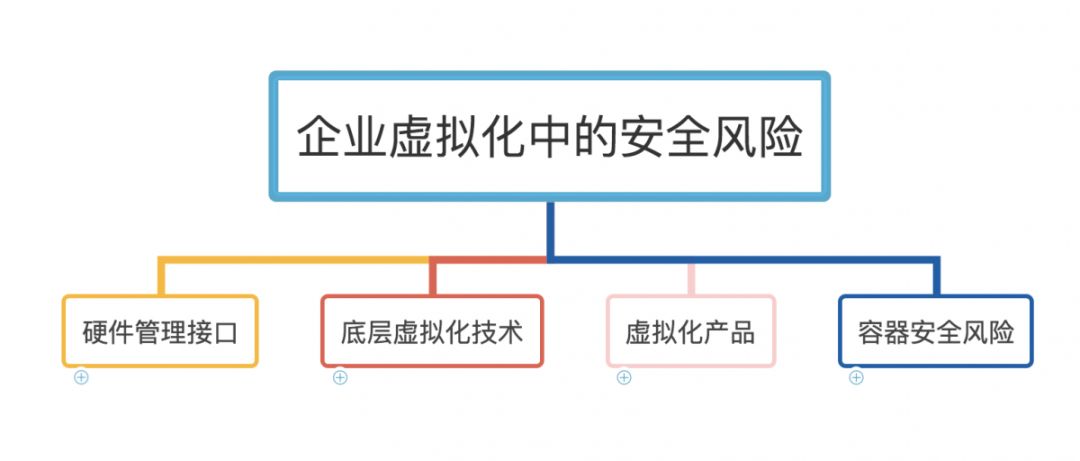 企业虚拟化中的安全风险
硬件管理接口
底层虚拟化技术
虚拟化产品
容器安全风险